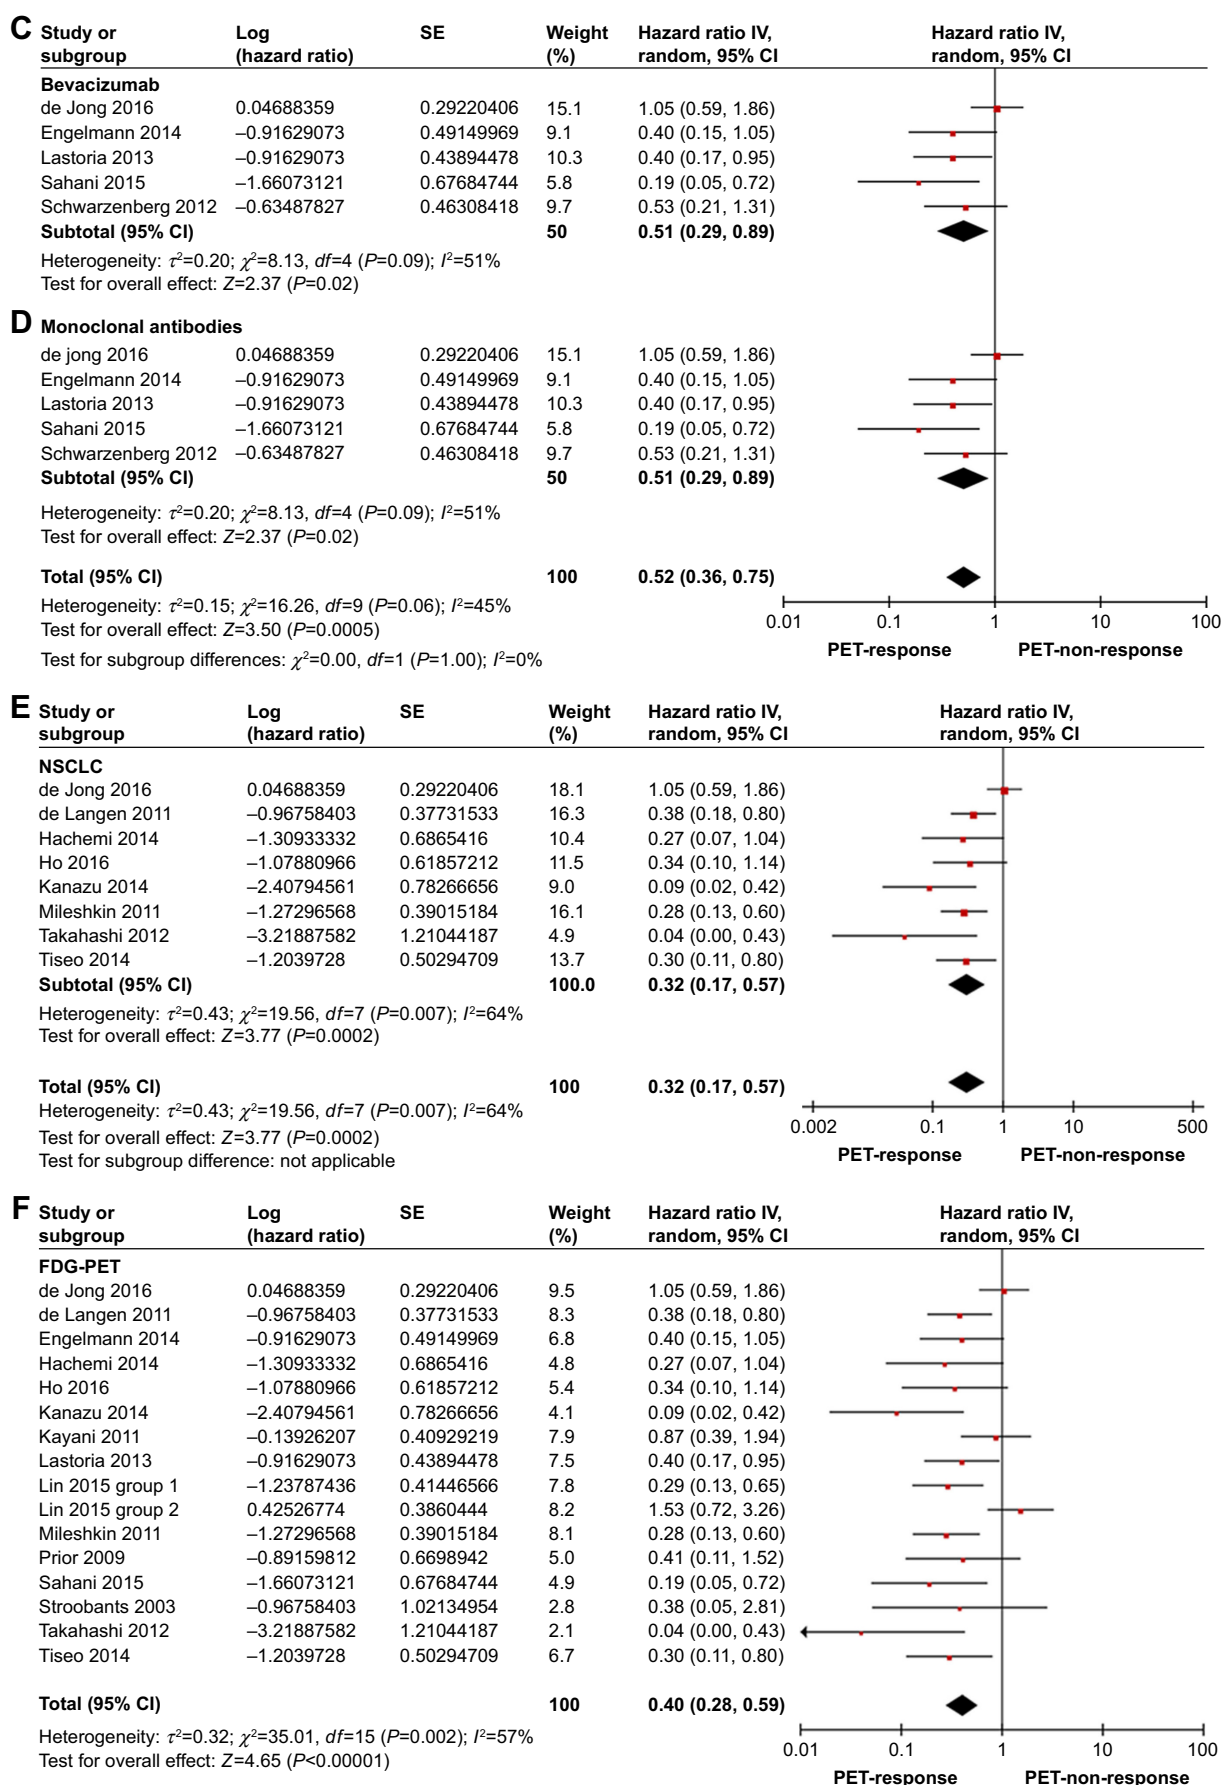 C Study or Log SE Weight Hazard ratio IV, Hazard ratio IV,
subgroup (hazard ratio) (%) random, 95% CI random, 95% CI
Bevacizumab
de Jong 2016 0.04688359 0.29220406 15.1 1.05 (0.59, 1.86)
Engelmann 2014 –0.91629073 0.49149969 9.1 0.40 (0.15, 1.05)
Lastoria 2013 –0.91629073 0.43894478 10.3 0.40 (0.17, 0.95)
Sahani 2015 –1.66073121 0.67684744 5.8 0.19 (0.05, 0.72)
Schwarzenberg 2012 –0.63487827 0.46308418 9.7 0.53 (0.21, 1.31)
Subtotal (95% CI) 50 0.51 (0.29, 0.89)
Heterogeneity: τ²=0.20; χ²=8.13, df=4 (P=0.09); I²=51%
Test for overall effect: Z=2.37 (P=0.02)
D Monoclonal antibodies
de jong 2016 0.04688359 0.29220406 15.1 1.05 (0.59, 1.86)
Engelmann 2014 –0.91629073 0.49149969 9.1 0.40 (0.15, 1.05)
Lastoria 2013 –0.91629073 0.43894478 10.3 0.40 (0.17, 0.95)
Sahani 2015 –1.66073121 0.67684744 5.8 0.19 (0.05, 0.72)
Schwarzenberg 2012 –0.63487827 0.46308418 9.7 0.53 (0.21, 1.31)
Subtotal (95% CI) 50 0.51 (0.29, 0.89)
Heterogeneity: τ²=0.20; χ²=8.13, df=4 (P=0.09); I²=51%
Test for overall effect: Z=2.37 (P=0.02)
Total (95% CI) 100 0.52 (0.36, 0.75)
Heterogeneity: τ²=0.15; χ²=16.26, df=9 (P=0.06); I²=45%
Test for overall effect: Z=3.50 (P=0.0005)
Test for subgroup differences: χ²=0.00, df=1 (P=1.00); I²=0%
0.01 0.1 1 10 100
PET-response PET-non-response
E Study or Log SE Weight Hazard ratio IV, Hazard ratio IV,
subgroup (hazard ratio) (%) random, 95% CI random, 95% CI
NSCLC
de Jong 2016 0.04688359 0.29220406 18.1 1.05 (0.59, 1.86)
de Langen 2011 –0.96758403 0.37731533 16.3 0.38 (0.18, 0.80)
Hachemi 2014 –1.30933332 0.6865416 10.4 0.27 (0.07, 1.04)
Ho 2016 –1.07880966 0.61857212 11.5 0.34 (0.10, 1.14)
Kanazu 2014 –2.40794561 0.78266656 9.0 0.09 (0.02, 0.42)
Mileshkin 2011 –1.27296568 0.39015184 16.1 0.28 (0.13, 0.60)
Takahashi 2012 –3.21887582 1.21044187 4.9 0.04 (0.00, 0.43)
Tiseo 2014 –1.2039728 0.50294709 13.7 0.30 (0.11, 0.80)
Subtotal (95% CI) 100.0 0.32 (0.17, 0.57)
Heterogeneity: τ²=0.43; χ²=19.56, df=7 (P=0.007); I²=64%
Test for overall effect: Z=3.77 (P=0.0002)
Total (95% CI) 100 0.32 (0.17, 0.57)
Heterogeneity: τ²=0.43; χ²=19.56, df=7 (P=0.007); I²=64%
Test for overall effect: Z=3.77 (P=0.0002)
Test for subgroup difference: not applicable
0.002 0.1 1 10 500
PET-response PET-non-response
F Study or Log SE Weight Hazard ratio IV, Hazard ratio IV,
subgroup (hazard ratio) (%) random, 95% CI random, 95% CI
FDG-PET
de Jong 2016 0.04688359 0.29220406 9.5 1.05 (0.59, 1.86)
de Langen 2011 –0.96758403 0.37731533 8.3 0.38 (0.18, 0.80)
Engelmann 2014 –0.91629073 0.49149969 6.8 0.40 (0.15, 1.05)
Hachemi 2014 –1.30933332 0.6865416 4.8 0.27 (0.07, 1.04)
Ho 2016 –1.07880966 0.61857212 5.4 0.34 (0.10, 1.14)
Kanazu 2014 –2.40794561 0.78266656 4.1 0.09 (0.02, 0.42)
Kayani 2011 –0.13926207 0.40929219 7.9 0.87 (0.39, 1.94)
Lastoria 2013 –0.91629073 0.43894478 7.5 0.40 (0.17, 0.95)
Lin 2015 group 1 –1.23787436 0.41446566 7.8 0.29 (0.13, 0.65)
Lin 2015 group 2 0.42526774 0.3860444 8.2 1.53 (0.72, 3.26)
Mileshkin 2011 –1.27296568 0.39015184 8.1 0.28 (0.13, 0.60)
Prior 2009 –0.89159812 0.6698942 5.0 0.41 (0.11, 1.52)
Sahani 2015 –1.66073121 0.67684744 4.9 0.19 (0.05, 0.72)
Stroobants 2003 –0.96758403 1.02134954 2.8 0.38 (0.05, 2.81)
Takahashi 2012 –3.21887582 1.21044187 2.1 0.04 (0.00, 0.43)
Tiseo 2014 –1.2039728 0.50294709 6.7 0.30 (0.11, 0.80)
Total (95% CI) 100 0.40 (0.28, 0.59)
Heterogeneity: τ²=0.32; χ²=35.01, df=15 (P=0.002); I²=57%
Test for overall effect: Z=4.65 (P<0.00001)
0.01 0.1 1 10 100
PET-response PET-non-response